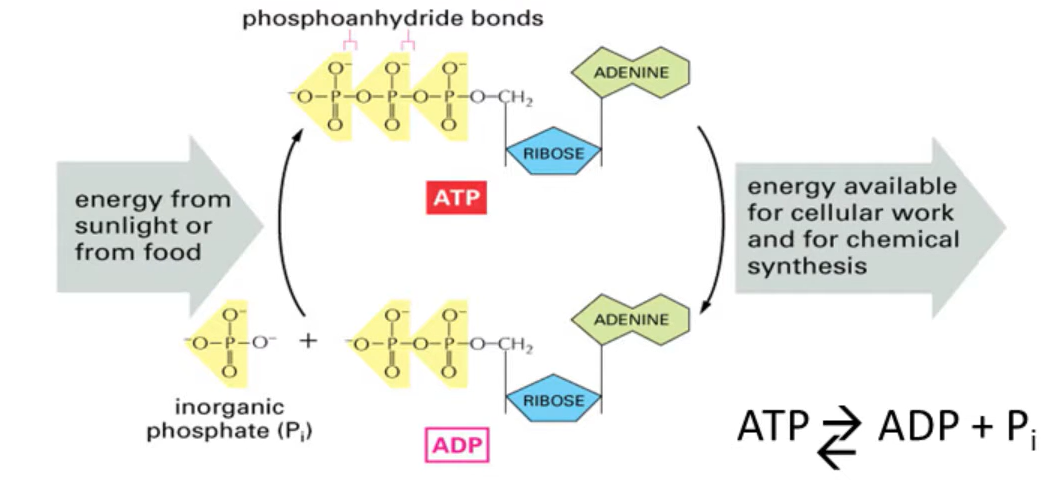 phosphoanhydride bonds
O⁻ O⁻ O⁻
⁻O–P–O–P–O–P–O–CH₂
O O O
ADENINE
RIBOSE
ATP
energy from
sunlight or
from food
energy available
for cellular work
and for chemical
synthesis
O⁻
⁻O–P–O⁻
O
+
O⁻ O⁻
⁻O–P–O–P–O–CH₂
O O
ADENINE
RIBOSE
inorganic
phosphate (Pᵢ)
ADP
ATP ⇄ ADP + Pᵢ